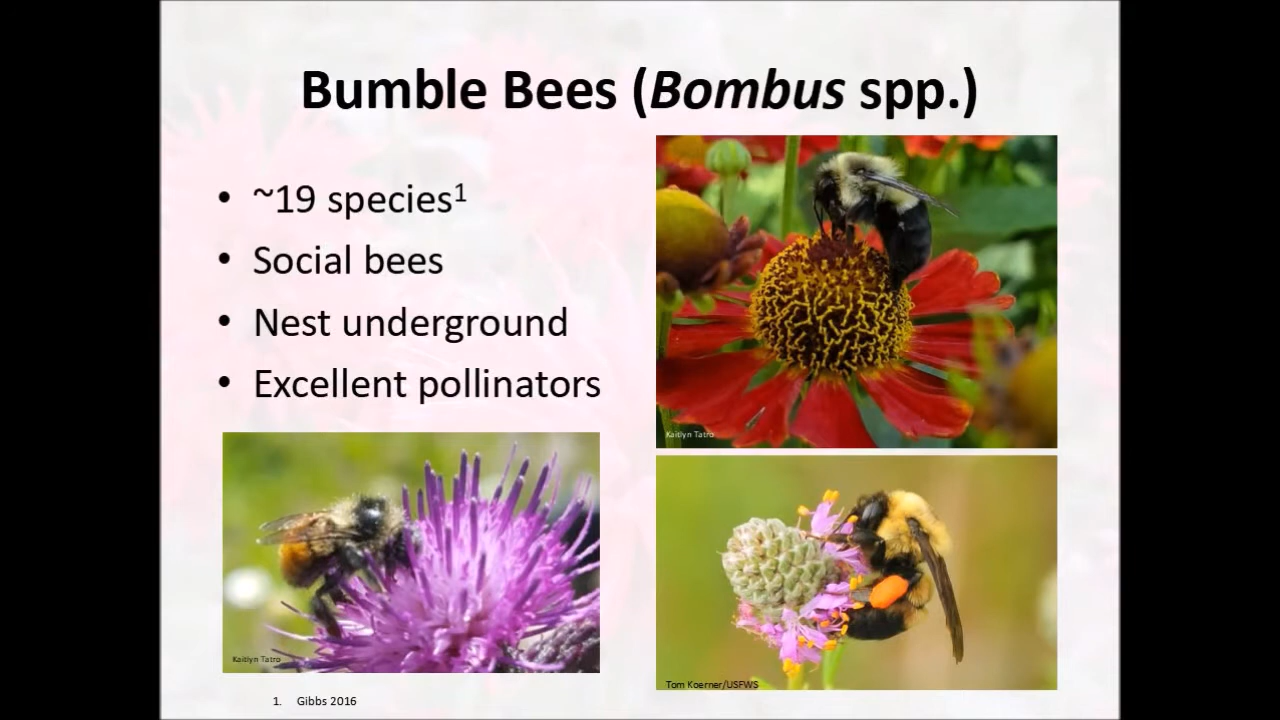 Bumble Bees (Bombus spp.)
• ~19 species¹
• Social bees
• Nest underground
• Excellent pollinators
Kaitlyn Tatro
Kaitlyn Tatro
Tom Koerner/USFWS
1. Gibbs 2016